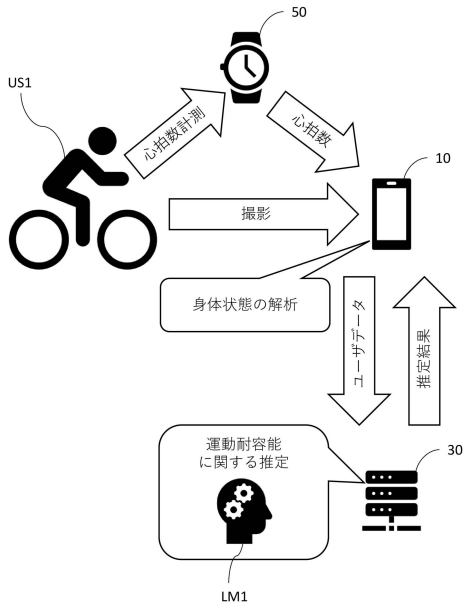 50
US1
心拍数計測
心拍数
10
撮影
身体状態の解析
ユーザデータ
推定結果
運動耐容能
に関する推定
30
LM1